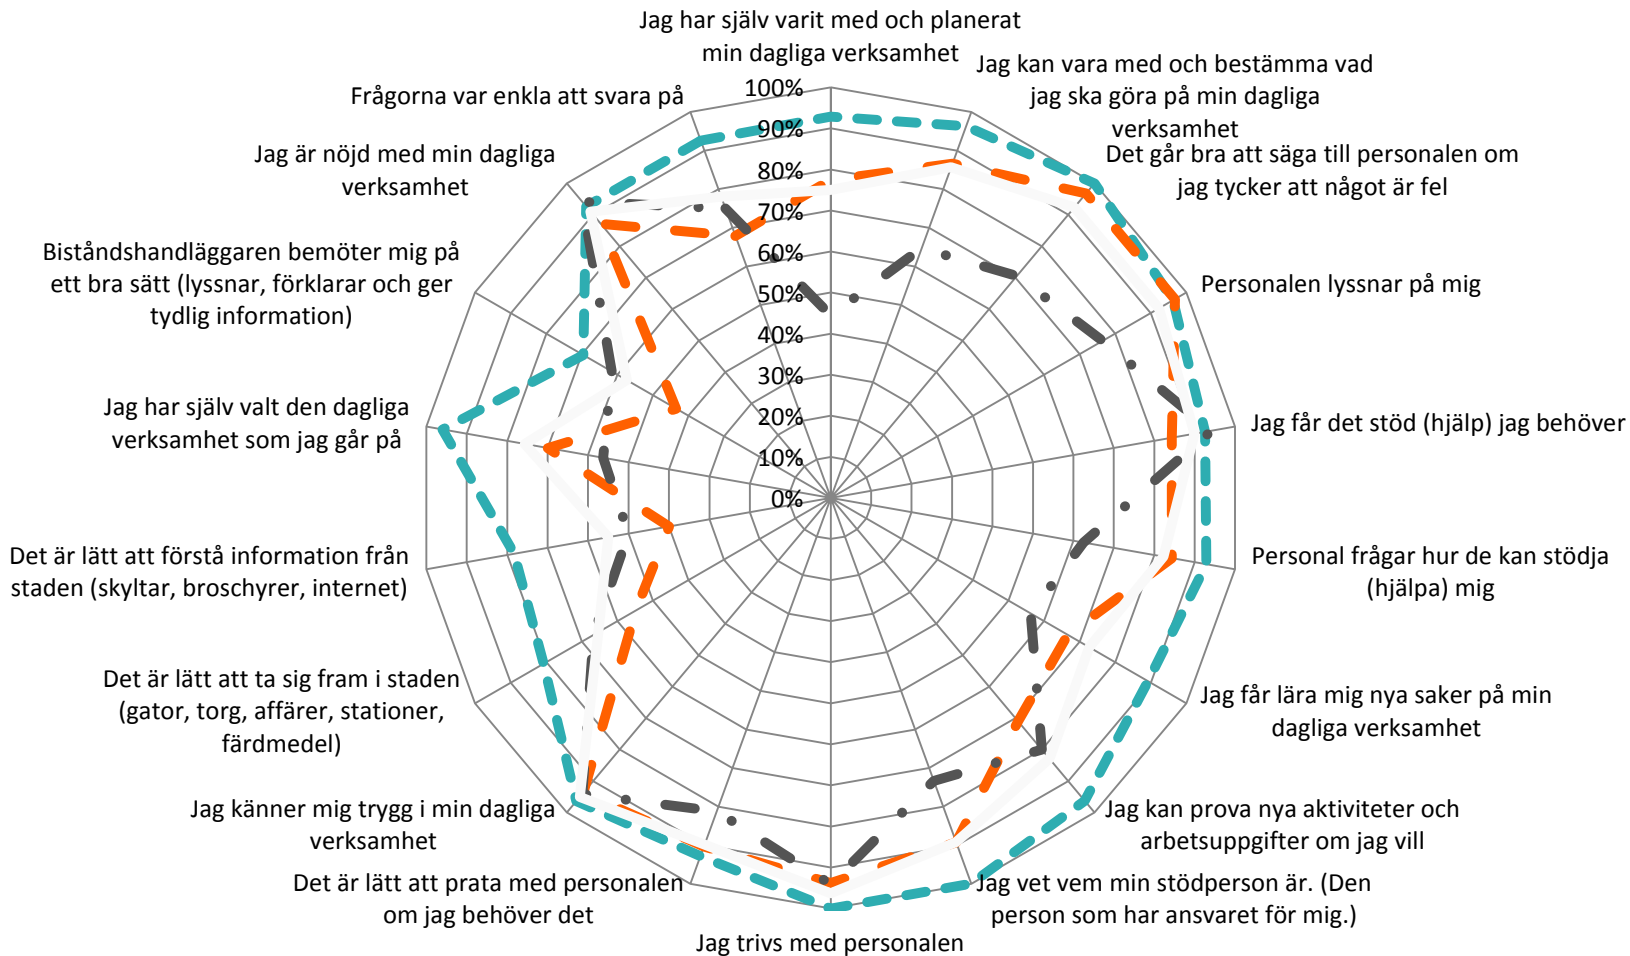 Jag har själv varit med och planerat
min dagliga verksamhet
Jag kan vara med och bestämma vad
jag ska göra på min dagliga
verksamhet
Det går bra att säga till personalen om
jag tycker att något är fel
Personalen lyssnar på mig
Jag får det stöd (hjälp) jag behöver
Personal frågar hur de kan stödja
(hjälpa) mig
Jag får lära mig nya saker på min
dagliga verksamhet
Jag kan prova nya aktiviteter och
arbetsuppgifter om jag vill
Jag vet vem min stödperson är. (Den
person som har ansvaret för mig.)
Jag trivs med personalen
Det är lätt att prata med personalen
om jag behöver det
Jag känner mig trygg i min dagliga
verksamhet
Det är lätt att ta sig fram i staden
(gator, torg, affärer, stationer,
färdmedel)
Det är lätt att förstå information från
staden (skyltar, broschyrer, internet)
Jag har själv valt den dagliga
verksamhet som jag går på
Biståndshandläggaren bemöter mig på
ett bra sätt (lyssnar, förklarar och ger
tydlig information)
Jag är nöjd med min dagliga
verksamhet
Frågorna var enkla att svara på
100%
90%
80%
70%
60%
50%
40%
30%
20%
10%
0%